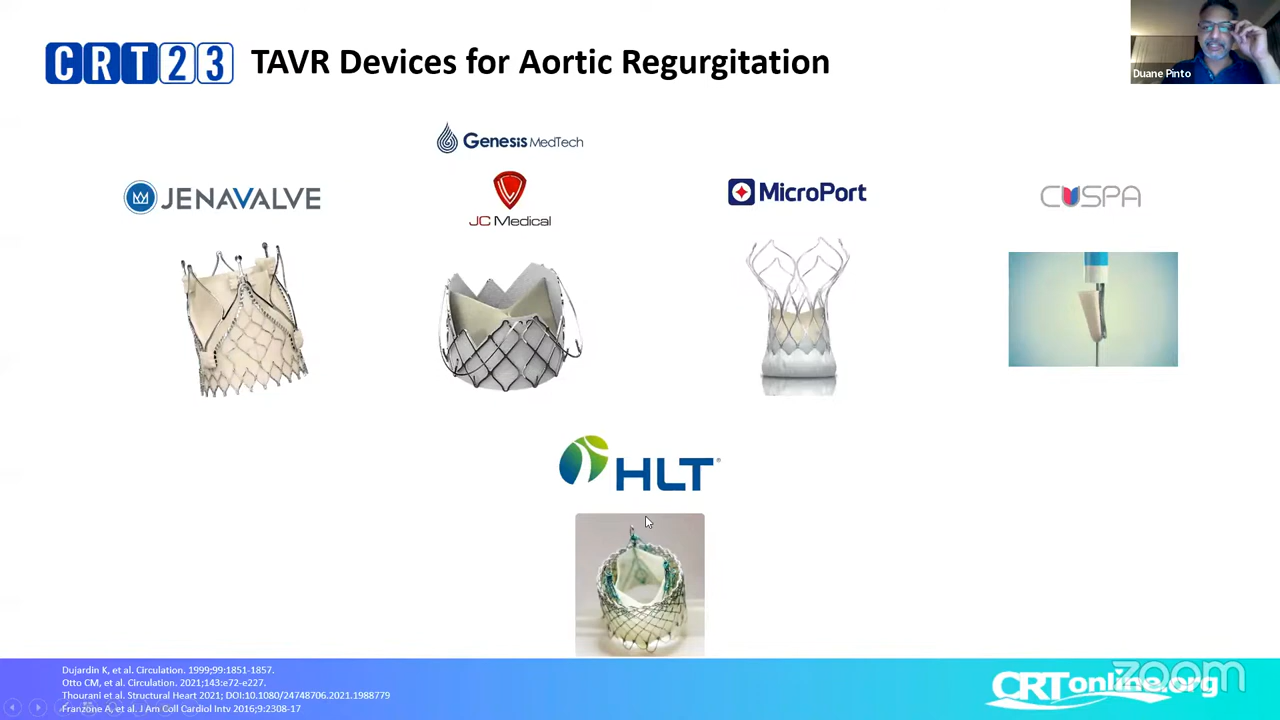 CRT23 TAVR Devices for Aortic Regurgitation
Duane Pinto
Genesis MedTech
JENAVALVE
JC Medical
MicroPort
CUSPA
HLT®
Dujardin K, et al. Circulation. 1999;99:1851-1857.
Otto CM, et al. Circulation. 2021;143:e72-e227.
Thourani et al. Structural Heart 2021; DOI:10.1080/24748706.2021.1988779
Franzone A, et al. J Am Coll Cardiol Intv 2016;9:2308-17
CRTonline.org
zoom